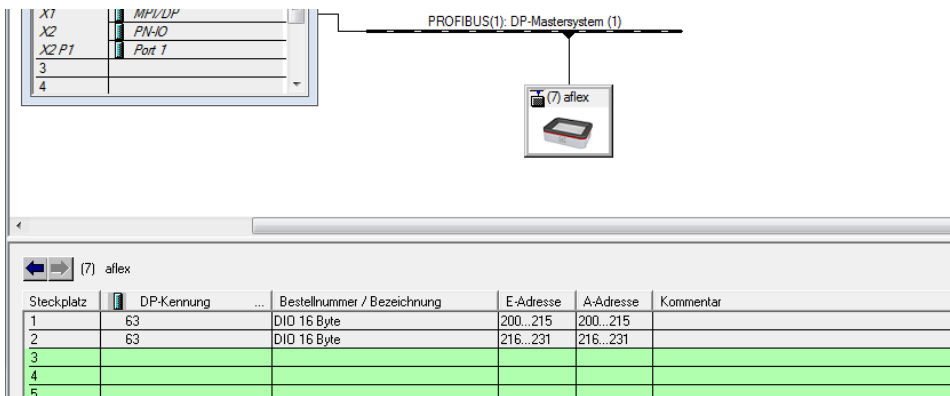 X1 MPI/DP
X2 PN-IO
X2 P1 Port 1
3
4
PROFIBUS(1): DP-Mastersystem (1)
(7) aflex
(7) aflex
Steckplatz DP-Kennung ... Bestellnummer / Bezeichnung E-Adresse A-Adresse Kommentar
1 63 DIO 16 Byte 200...215 200...215
2 63 DIO 16 Byte 216...231 216...231
3
4
5